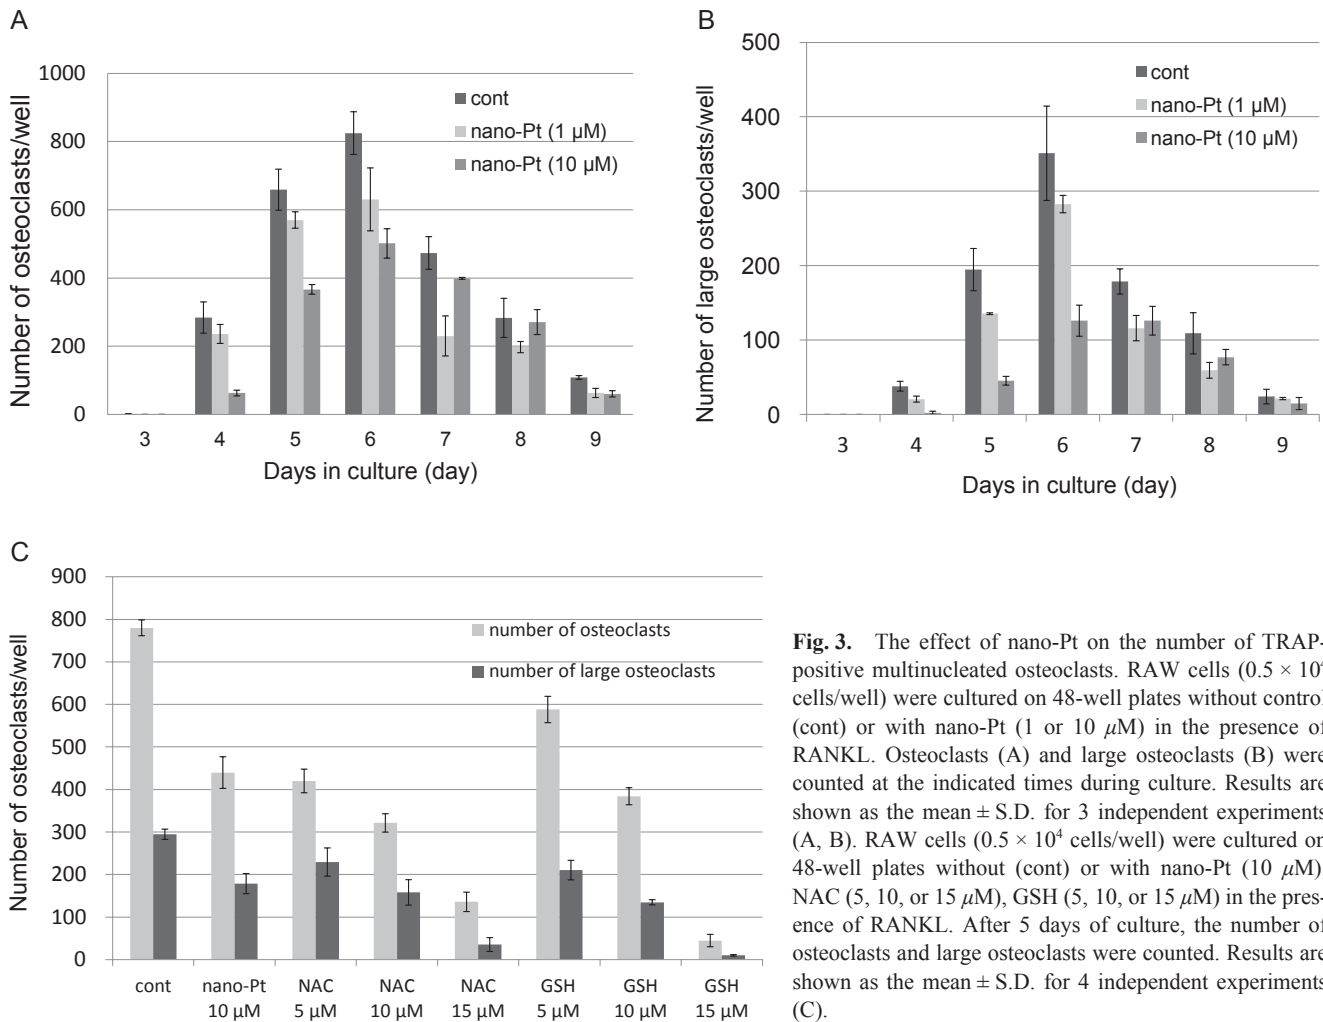 A
Number of osteoclasts/well
1000
800
600
400
200
0
cont
nano-Pt (1 µM)
nano-Pt (10 µM)
3 4 5 6 7 8 9
Days in culture (day)
B
Number of large osteoclasts/well
500
400
300
200
100
0
cont
nano-Pt (1 µM)
nano-Pt (10 µM)
3 4 5 6 7 8 9
Days in culture (day)
C
Number of osteoclasts/well
900
800
700
600
500
400
300
200
100
0
number of osteoclasts
number of large osteoclasts
cont nano-Pt NAC NAC NAC GSH GSH GSH
10 µM 5 µM 10 µM 15 µM 5 µM 10 µM 15 µM
Fig. 3. The effect of nano-Pt on the number of TRAP-
positive multinucleated osteoclasts. RAW cells (0.5 × 10⁴
cells/well) were cultured on 48-well plates without control
(cont) or with nano-Pt (1 or 10 µM) in the presence of
RANKL. Osteoclasts (A) and large osteoclasts (B) were
counted at the indicated times during culture. Results are
shown as the mean ± S.D. for 3 independent experiments
(A, B). RAW cells (0.5 × 10⁴ cells/well) were cultured on
48-well plates without (cont) or with nano-Pt (10 µM)
NAC (5, 10, or 15 µM), GSH (5, 10, or 15 µM) in the pres-
ence of RANKL. After 5 days of culture, the number of
osteoclasts and large osteoclasts were counted. Results are
shown as the mean ± S.D. for 4 independent experiments
(C).